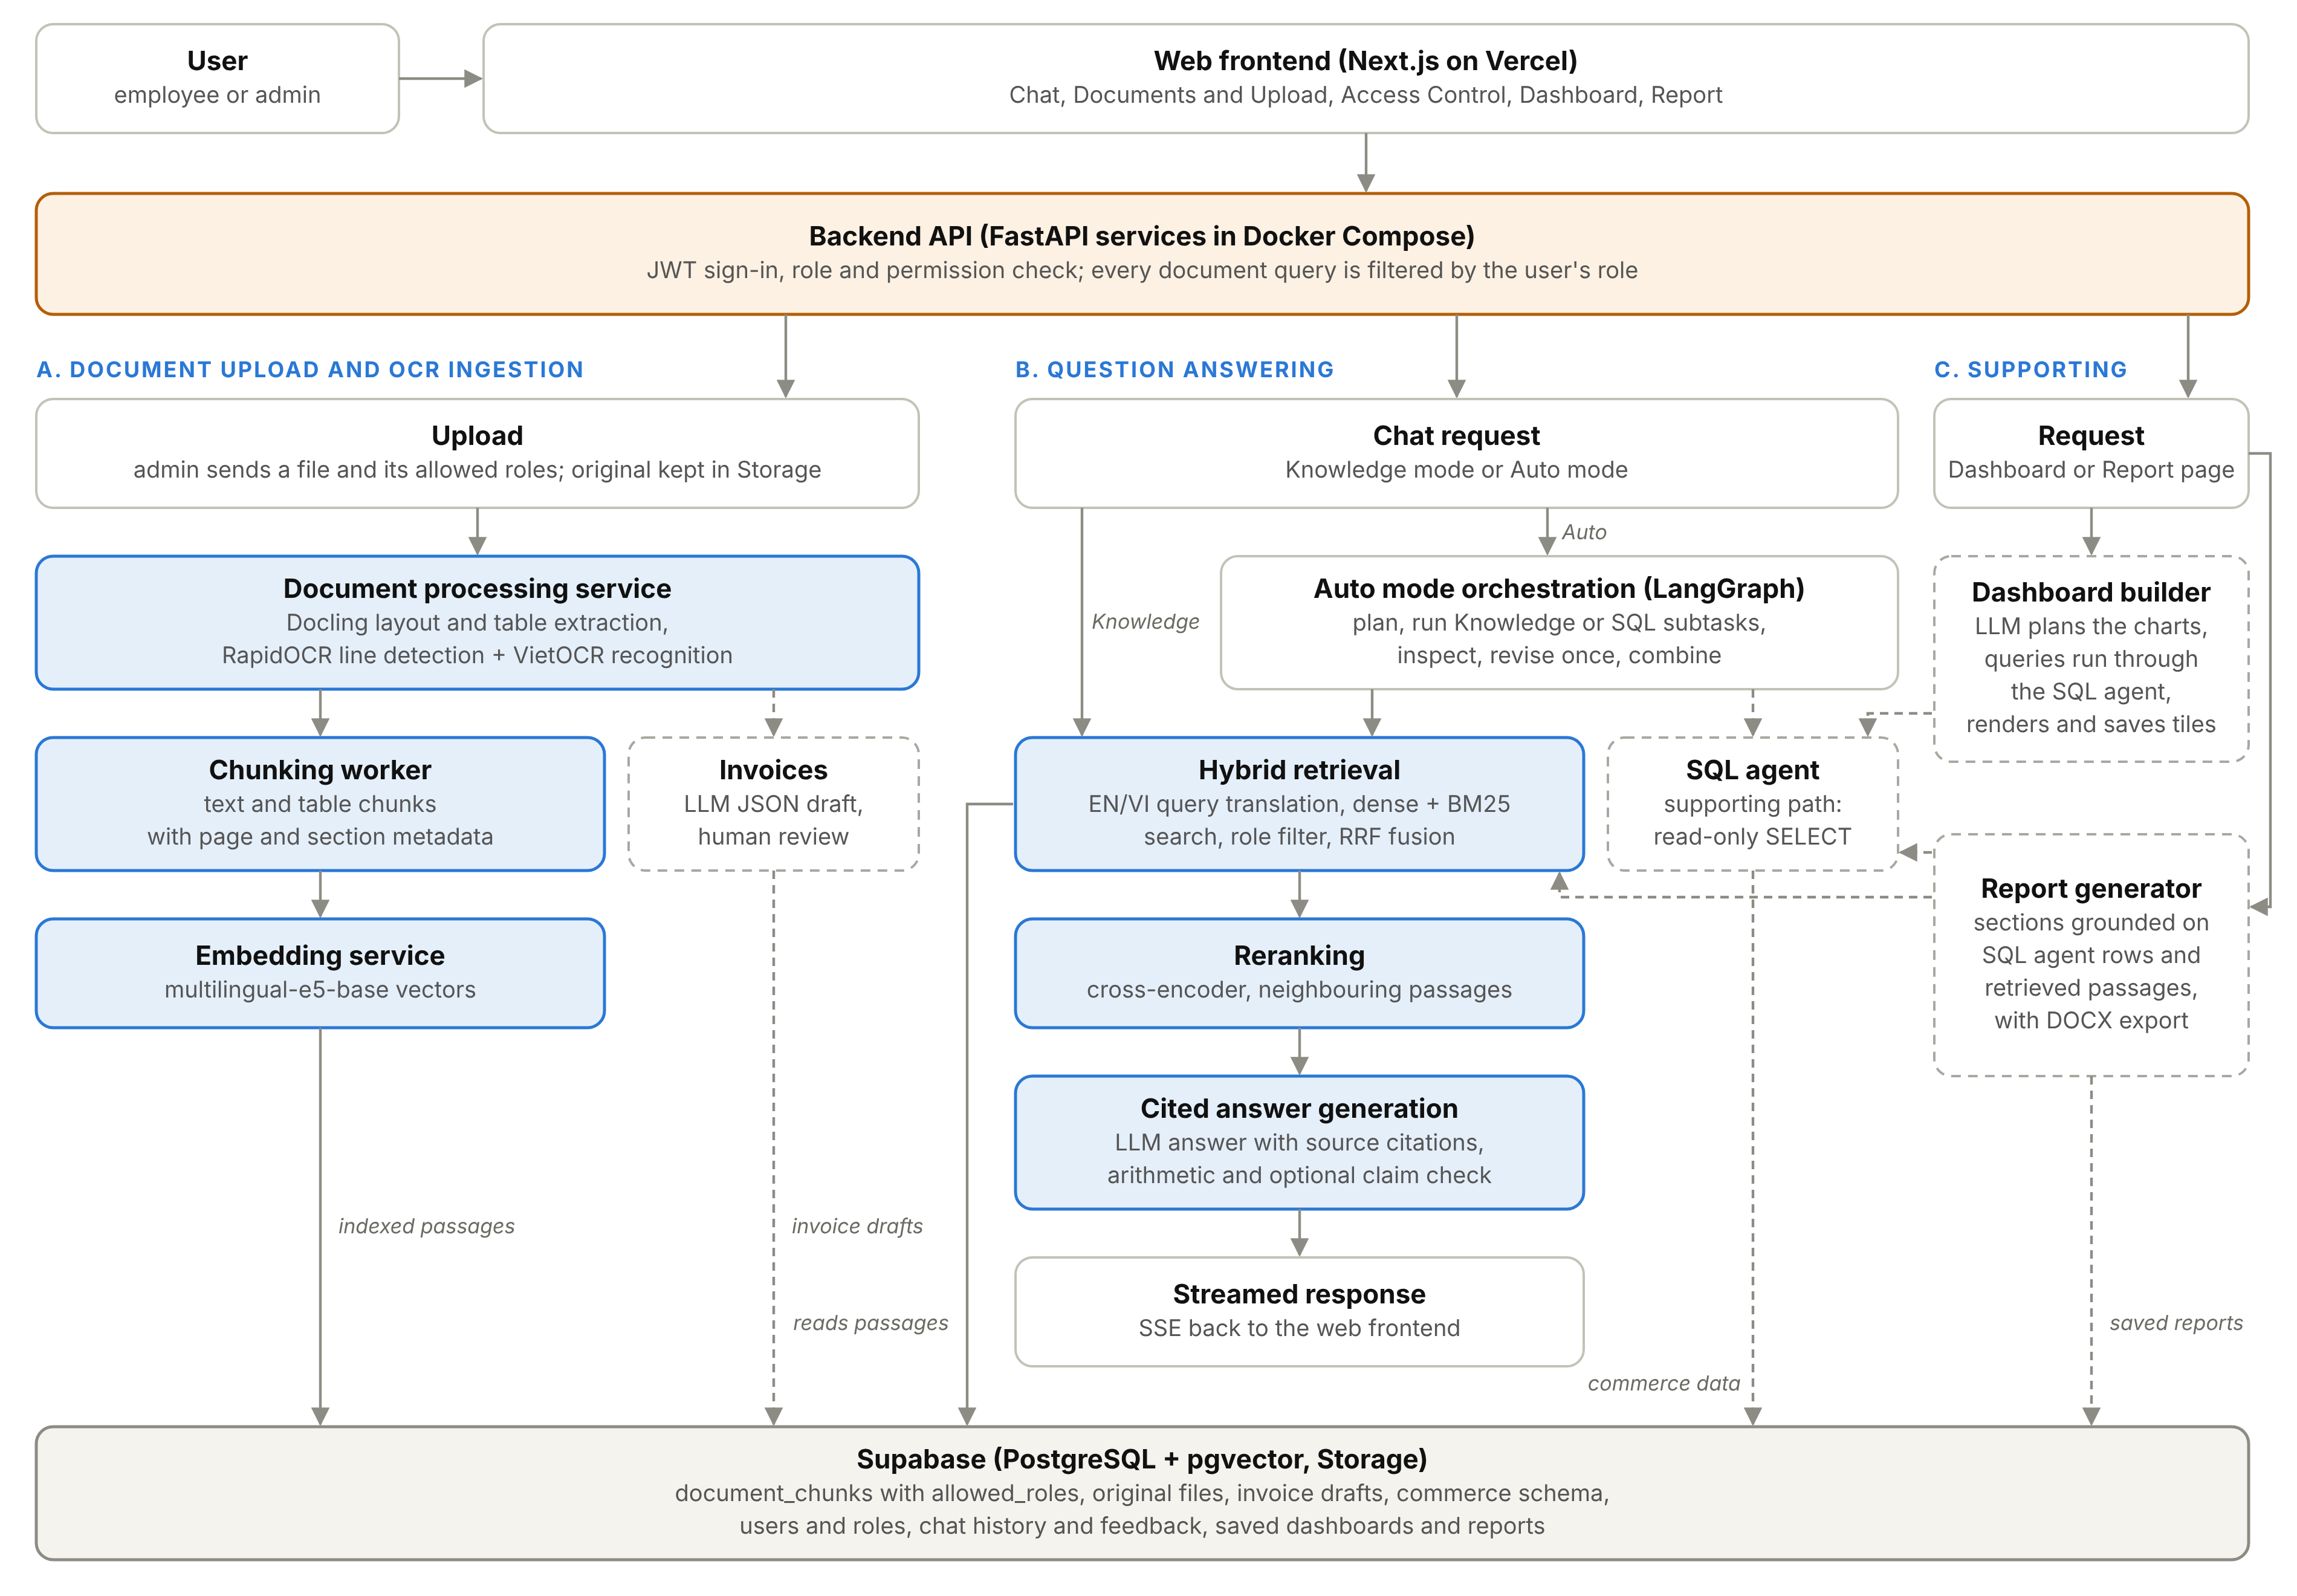 User
employee or admin
Web frontend (Next.js on Vercel)
Chat, Documents and Upload, Access Control, Dashboard, Report
Backend API (FastAPI services in Docker Compose)
JWT sign-in, role and permission check; every document query is filtered by the user's role
A. DOCUMENT UPLOAD AND OCR INGESTION
Upload
admin sends a file and its allowed roles; original kept in Storage
Document processing service
Docling layout and table extraction,
RapidOCR line detection + VietOCR recognition
Chunking worker
text and table chunks
with page and section metadata
Invoices
LLM JSON draft,
human review
Embedding service
multilingual-e5-base vectors
indexed passages
invoice drafts
B. QUESTION ANSWERING
Chat request
Knowledge mode or Auto mode
Auto
Knowledge
Auto mode orchestration (LangGraph)
plan, run Knowledge or SQL subtasks,
inspect, revise once, combine
Hybrid retrieval
EN/VI query translation, dense + BM25
search, role filter, RRF fusion
SQL agent
supporting path:
read-only SELECT
Reranking
cross-encoder, neighbouring passages
Cited answer generation
LLM answer with source citations,
arithmetic and optional claim check
Streamed response
SSE back to the web frontend
reads passages
commerce data
C. SUPPORTING
Request
Dashboard or Report page
Dashboard builder
LLM plans the charts,
queries run through
the SQL agent,
renders and saves tiles
Report generator
sections grounded on
SQL agent rows and
retrieved passages,
with DOCX export
saved reports
Supabase (PostgreSQL + pgvector, Storage)
document_chunks with allowed_roles, original files, invoice drafts, commerce schema,
users and roles, chat history and feedback, saved dashboards and reports